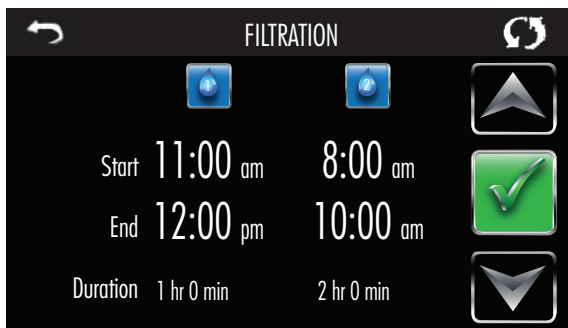 FILTRATION
1 2
Start 11:00 am 8:00 am
End 12:00 pm 10:00 am
Duration 1 hr 0 min 2 hr 0 min